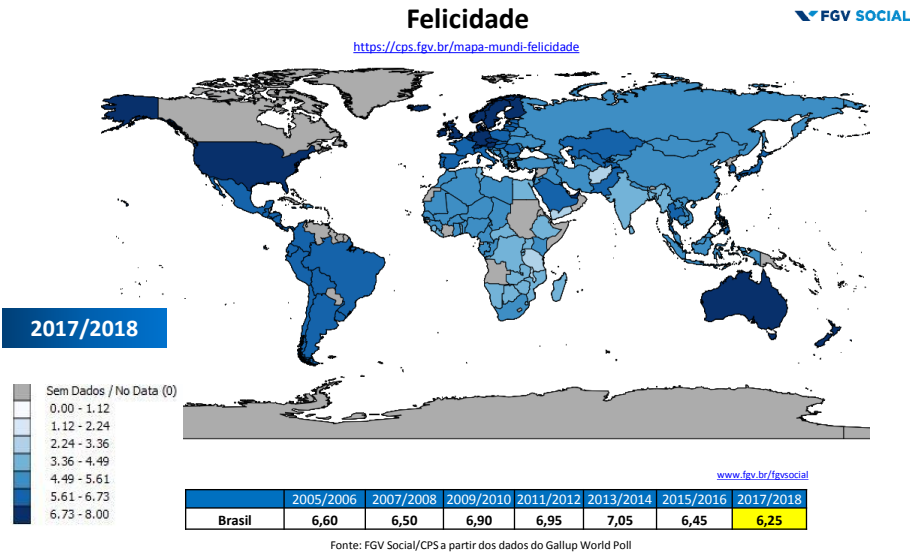 Felicidade
FGV SOCIAL
https://cps.fgv.br/mapa-mundi-felicidade
2017/2018
Sem Dados / No Data (0)
0.00 - 1.12
1.12 - 2.24
2.24 - 3.36
3.36 - 4.49
4.49 - 5.61
5.61 - 6.73
6.73 - 8.00
www.fgv.br/fgvsocial
2005/2006 2007/2008 2009/2010 2011/2012 2013/2014 2015/2016 2017/2018
Brasil 6,60 6,50 6,90 6,95 7,05 6,45 6,25
Fonte: FGV Social/CPS a partir dos dados do Gallup World Poll